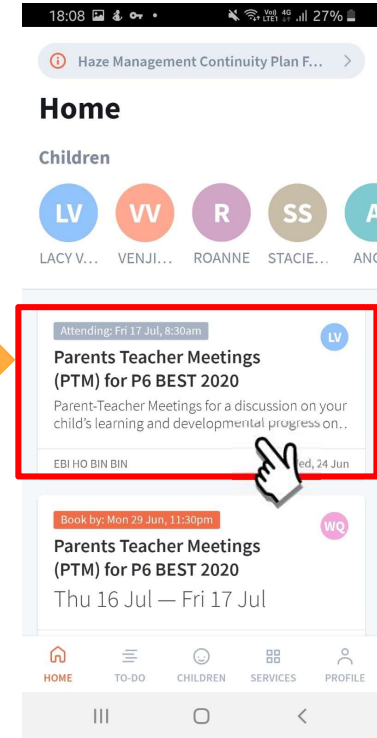 18:08 Vo)) 4G LTE1 27%
Haze Management Continuity Plan F...
Home
Children
LV VV R SS A
LACY V... VENJI... ROANNE STACIE... ANG
Attending: Fri 17 Jul, 8:30am LV
Parents Teacher Meetings
(PTM) for P6 BEST 2020
Parent-Teacher Meetings for a discussion on your
child's learning and developmental progress on..
EBI HO BIN BIN 24 Jun
Book by: Mon 29 Jun, 11:30pm WQ
Parents Teacher Meetings
(PTM) for P6 BEST 2020
Thu 16 Jul — Fri 17 Jul
HOME TO-DO CHILDREN SERVICES PROFILE